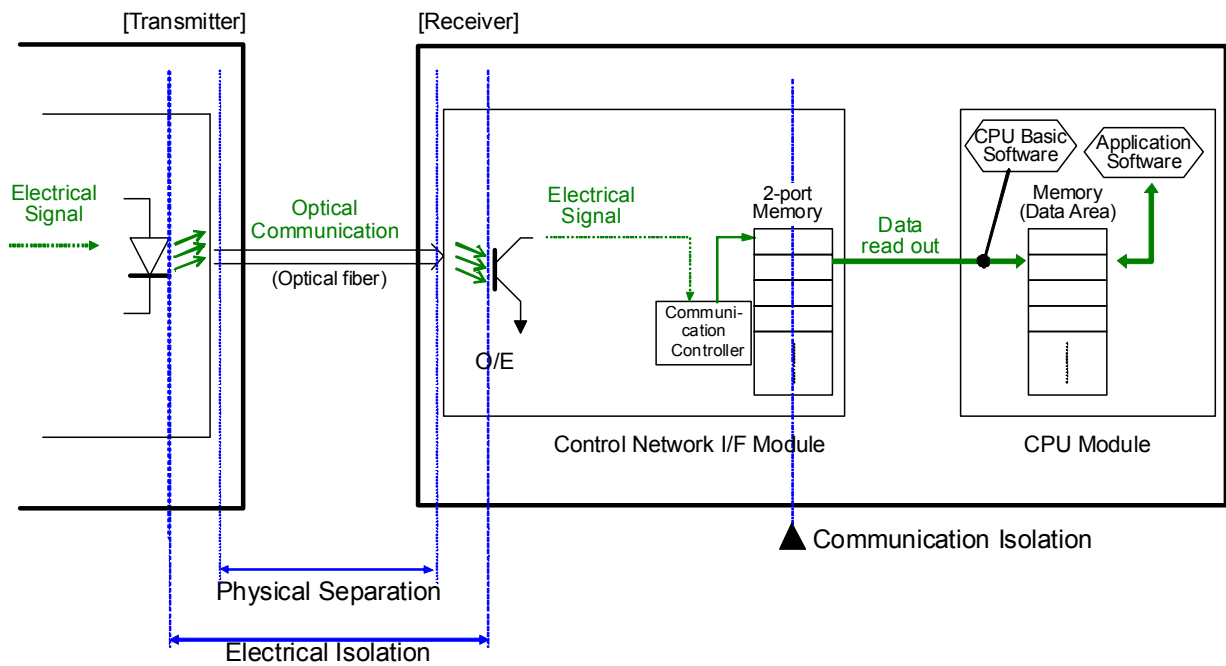 [Transmitter]
[Receiver]
Electrical
Signal
Optical
Communication
(Optical fiber)
O/E
Electrical
Signal
Communi-
cation
Controller
2-port
Memory
Data
read out
CPU Basic
Software
Application
Software
Memory
(Data Area)
Control Network I/F Module
CPU Module
Communication Isolation
Physical Separation
Electrical Isolation